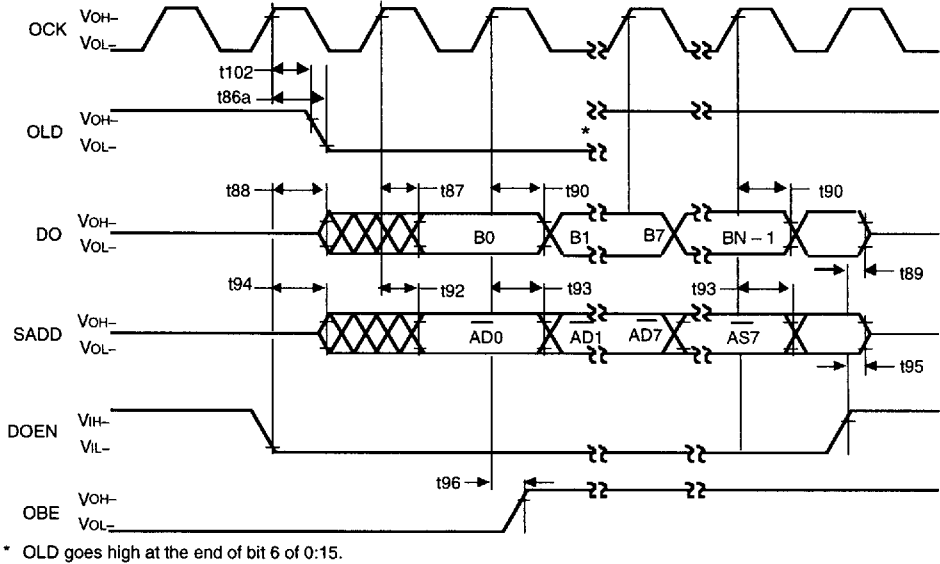 OCK VOH– VOL–
t102
t86a
OLD VOH– VOL–
*
t88 t87 t90 t90
DO VOH– VOL– B0 B1 B7 BN – 1
t89
t94 t92 t93 t93
SADD VOH– VOL– AD0 AD1 AD7 AS7
t95
DOEN VIH– VIL–
t96
OBE VOH– VOL–
* OLD goes high at the end of bit 6 of 0:15.